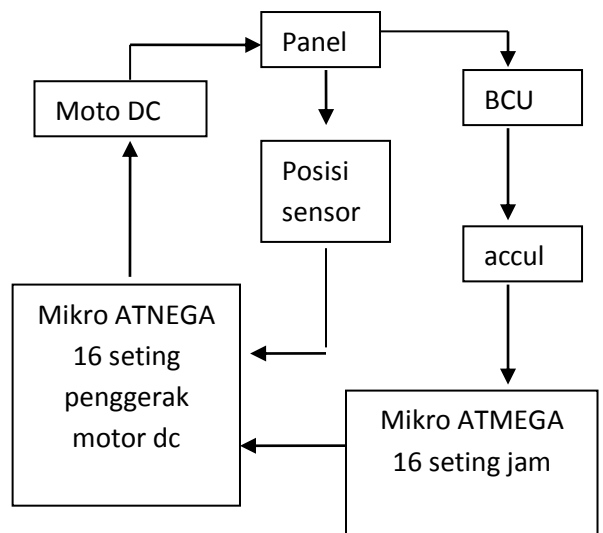 Panel
Moto DC
BCU
Posisi
sensor
accul
Mikro ATNEGA
16 seting
penggerak
motor dc
Mikro ATMEGA
16 seting jam